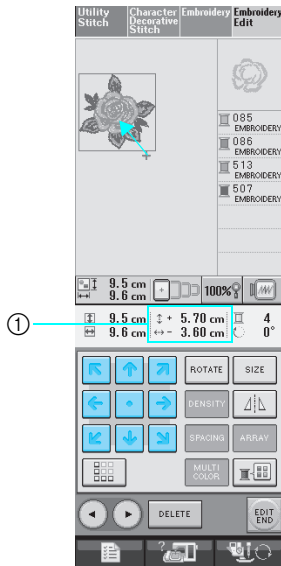 Utility
Stitch
Character
Decorative
Stitch
Embroidery
Embroidery
Edit
085
EMBROIDERY
086
EMBROIDERY
513
EMBROIDERY
507
EMBROIDERY
9.5 cm
9.6 cm
100%
① 9.5 cm + 5.70 cm 4
9.6 cm - 3.60 cm 0°
ROTATE SIZE
DENSITY
SPACING ARRAY
MULTI
COLOR
DELETE
EDIT
END
?